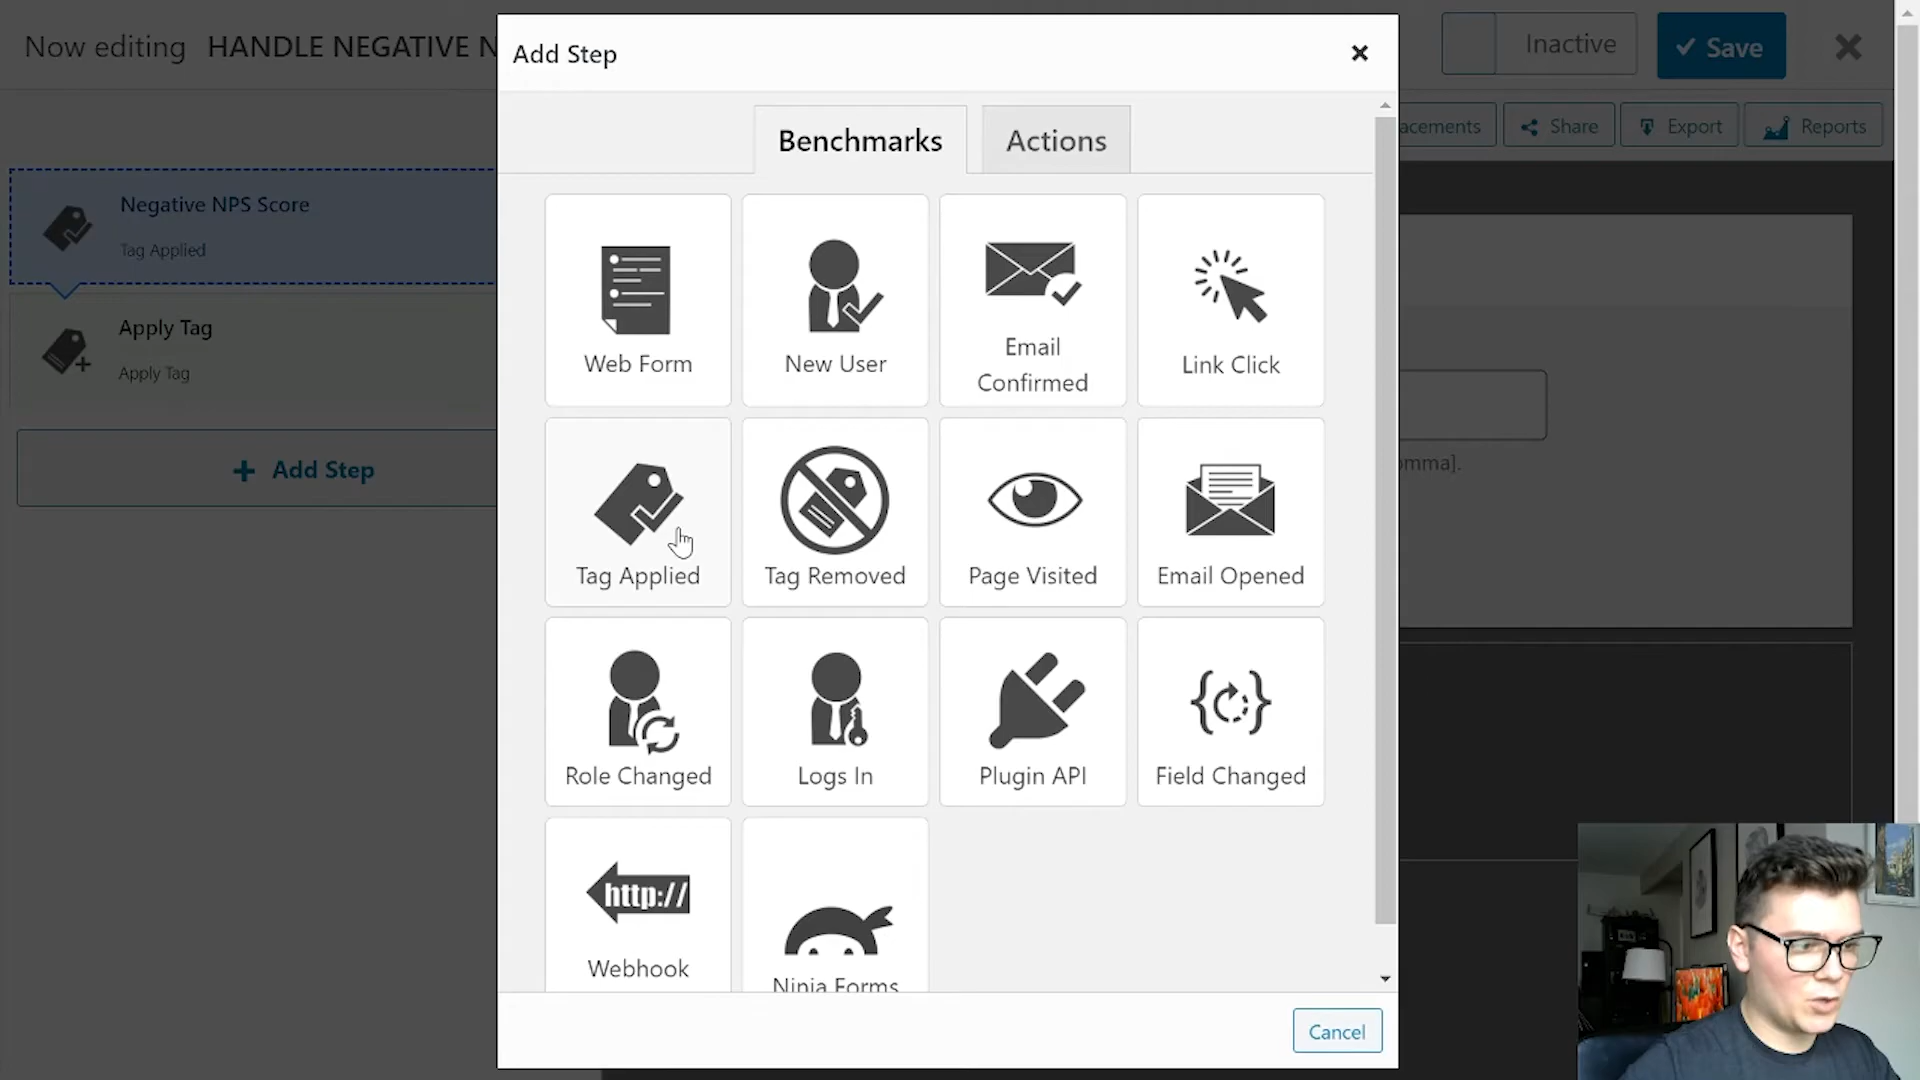 Now editing HANDLE NEGATIVE N
Add Step
Inactive
Save
Benchmarks
Actions
acements
Share
Export
Reports
Negative NPS Score
Tag Applied
Apply Tag
Apply Tag
Add Step
Web Form
New User
Email
Confirmed
Link Click
omma].
Tag Applied
Tag Removed
Page Visited
Email Opened
Role Changed
Logs In
Plugin API
Field Changed
http://
Webhook
Ninja Forms
Cancel